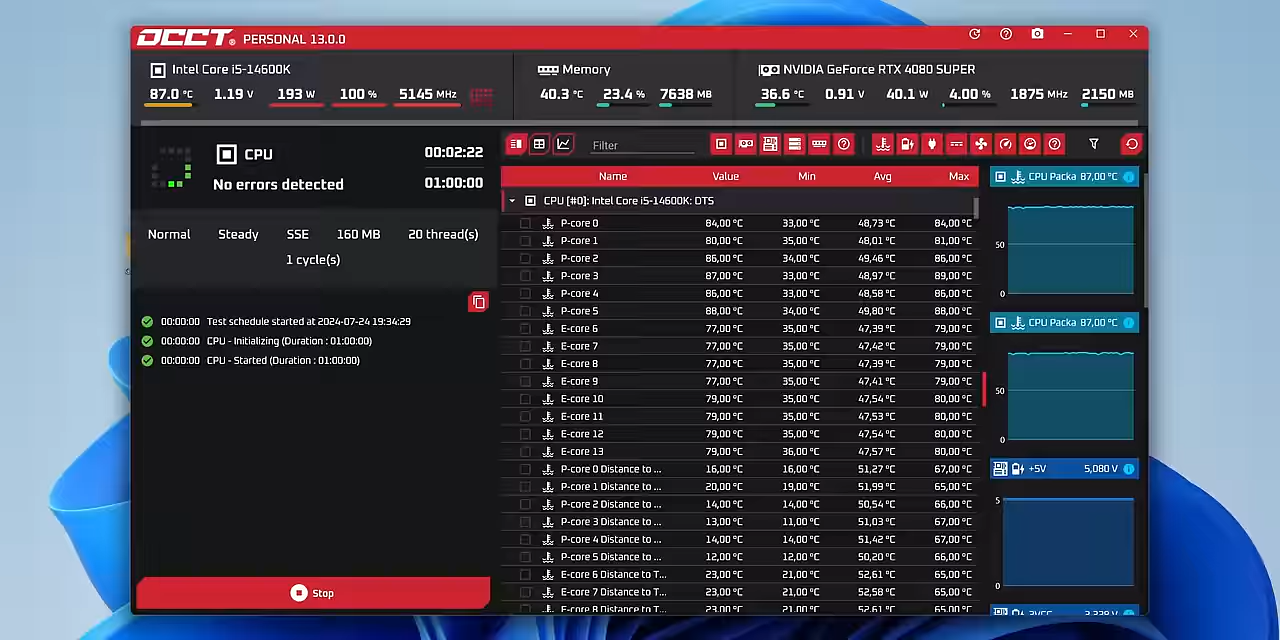 OCCT® PERSONAL 13.0.0
Intel Core i5-14600K
87.0 °C 1.19 V 193 W 100 % 5145 MHz
Memory
40.3 °C 23.4 % 7638 MB
NVIDIA GeForce RTX 4080 SUPER
36.6 °C 0.91 V 40.1 W 4.00 % 1875 MHz 2150 MB
CPU
No errors detected
00:02:22
01:00:00
Normal Steady SSE 160 MB 20 thread(s)
1 cycle(s)
00:00:00 Test schedule started at 2024-07-24 19:34:29
00:00:00 CPU - Initializing (Duration : 01:00:00)
00:00:00 CPU - Started (Duration : 01:00:00)
Stop
Filter
Name Value Min Avg Max
CPU [#0]: Intel Core i5-14600K: DTS
P-core 0 84,00 °C 33,00 °C 48,73 °C 84,00 °C
P-core 1 80,00 °C 35,00 °C 48,01 °C 81,00 °C
P-core 2 86,00 °C 34,00 °C 49,46 °C 86,00 °C
P-core 3 87,00 °C 33,00 °C 48,97 °C 89,00 °C
P-core 4 86,00 °C 33,00 °C 48,58 °C 86,00 °C
P-core 5 88,00 °C 34,00 °C 49,80 °C 88,00 °C
E-core 6 77,00 °C 35,00 °C 47,39 °C 79,00 °C
E-core 7 77,00 °C 35,00 °C 47,42 °C 79,00 °C
E-core 8 77,00 °C 35,00 °C 47,39 °C 79,00 °C
E-core 9 77,00 °C 35,00 °C 47,41 °C 79,00 °C
E-core 10 79,00 °C 35,00 °C 47,54 °C 80,00 °C
E-core 11 79,00 °C 35,00 °C 47,53 °C 80,00 °C
E-core 12 79,00 °C 35,00 °C 47,54 °C 80,00 °C
E-core 13 79,00 °C 36,00 °C 47,57 °C 80,00 °C
P-core 0 Distance to ... 16,00 °C 16,00 °C 51,27 °C 67,00 °C
P-core 1 Distance to ... 20,00 °C 19,00 °C 51,99 °C 65,00 °C
P-core 2 Distance to ... 14,00 °C 14,00 °C 50,54 °C 66,00 °C
P-core 3 Distance to ... 13,00 °C 11,00 °C 51,03 °C 67,00 °C
P-core 4 Distance to ... 14,00 °C 14,00 °C 51,42 °C 67,00 °C
P-core 5 Distance to ... 12,00 °C 12,00 °C 50,20 °C 66,00 °C
E-core 6 Distance to T... 23,00 °C 21,00 °C 52,61 °C 65,00 °C
E-core 7 Distance to T... 23,00 °C 21,00 °C 52,58 °C 65,00 °C
E-core 8 Distance to T... 23,00 °C 21,00 °C 52,61 °C 65,00 °C
CPU Packa 87,00 °C
50
0
CPU Packa 87,00 °C
50
0
+5V 5,080 V
5
0